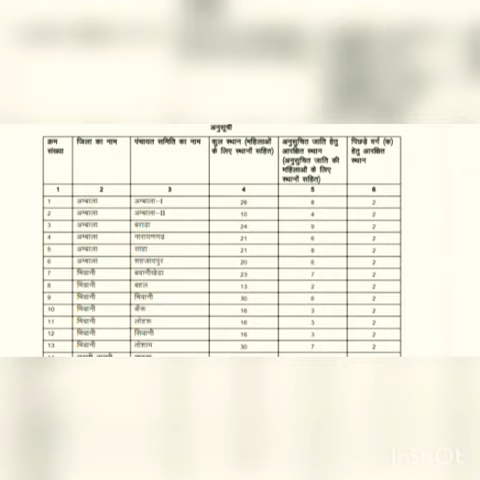 अनुसूची
क्रम संख्या | जिला का नाम | पंचायत समिति का नाम | कुल स्थान (महिलाओं के लिए स्थानों सहित) | अनुसूचित जाति हेतु आरक्षित स्थान (अनुसूचित जाति की महिलाओं के लिए स्थानों सहित) | पिछड़े वर्ग (क) हेतु आरक्षित स्थान
1 | 2 | 3 | 4 | 5 | 6
1 | अम्बाला | अम्बाला-I | 26 | 8 | 2
2 | अम्बाला | अम्बाला-II | 10 | 4 | 2
3 | अम्बाला | बराड़ा | 24 | 9 | 2
4 | अम्बाला | नारायणगढ़ | 21 | 6 | 2
5 | अम्बाला | साहा | 21 | 8 | 2
6 | अम्बाला | शहजादपुर | 20 | 6 | 2
7 | भिवानी | बवानीखेडा | 23 | 7 | 2
8 | भिवानी | बहल | 13 | 2 | 2
9 | भिवानी | भिवानी | 30 | 6 | 2
10 | भिवानी | कैरू | 16 | 3 | 2
11 | भिवानी | लोहारू | 16 | 3 | 2
12 | भिवानी | सिवानी | 16 | 3 | 2
13 | भिवानी | तोशाम | 30 | 7 | 2